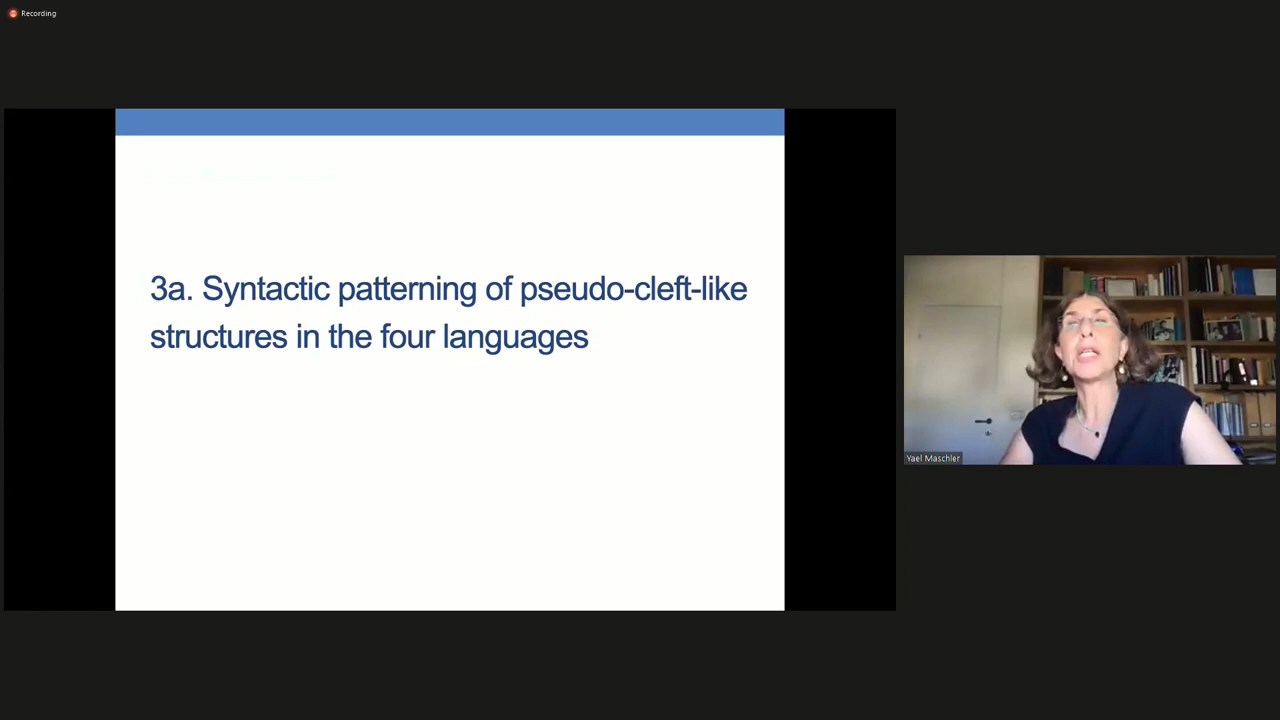 Recording
3a. Syntactic patterning of pseudo-cleft-like
structures in the four languages
Yael Maschler